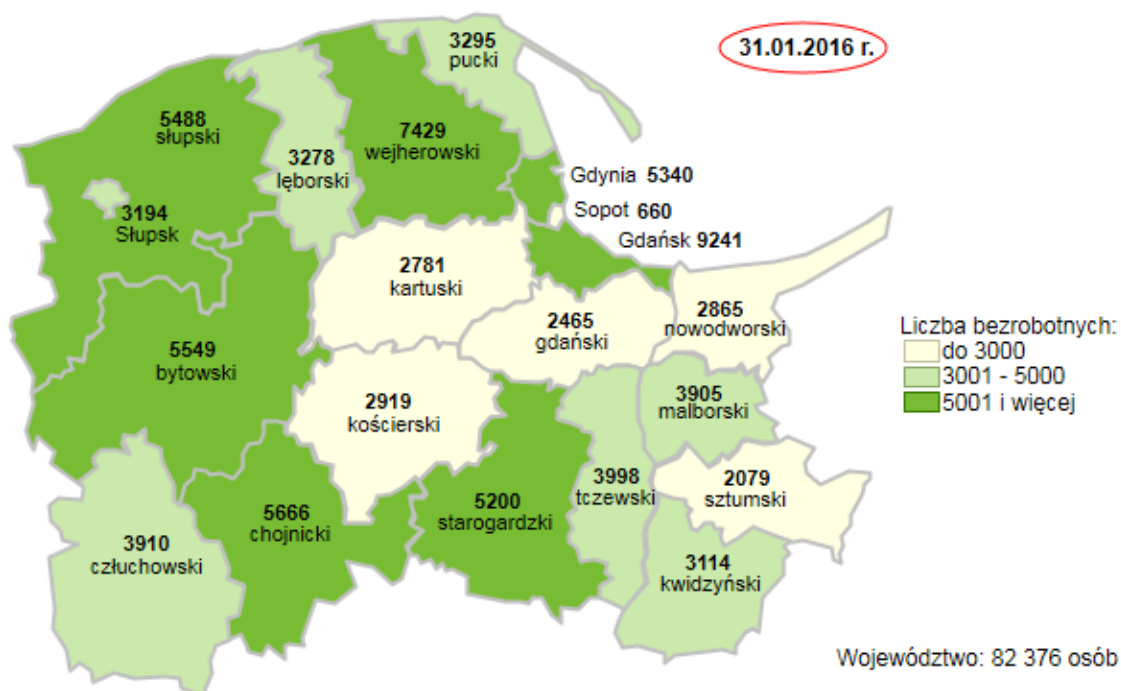 31.01.2016 r.
3295
pucki
5488
słupski
7429
wejherowski
3278
lęborski
Gdynia 5340
3194
Słupsk
Sopot 660
Gdańsk 9241
2781
kartuski
2865
nowodworski
2465
gdański
Liczba bezrobotnych:
do 3000
3001 - 5000
5001 i więcej
5549
bytowski
2919
kościerski
3905
malborski
3998
tczewski
2079
sztumski
5200
starogardzki
5666
chojnicki
3910
człuchowski
3114
kwidzyński
Województwo: 82 376 osób